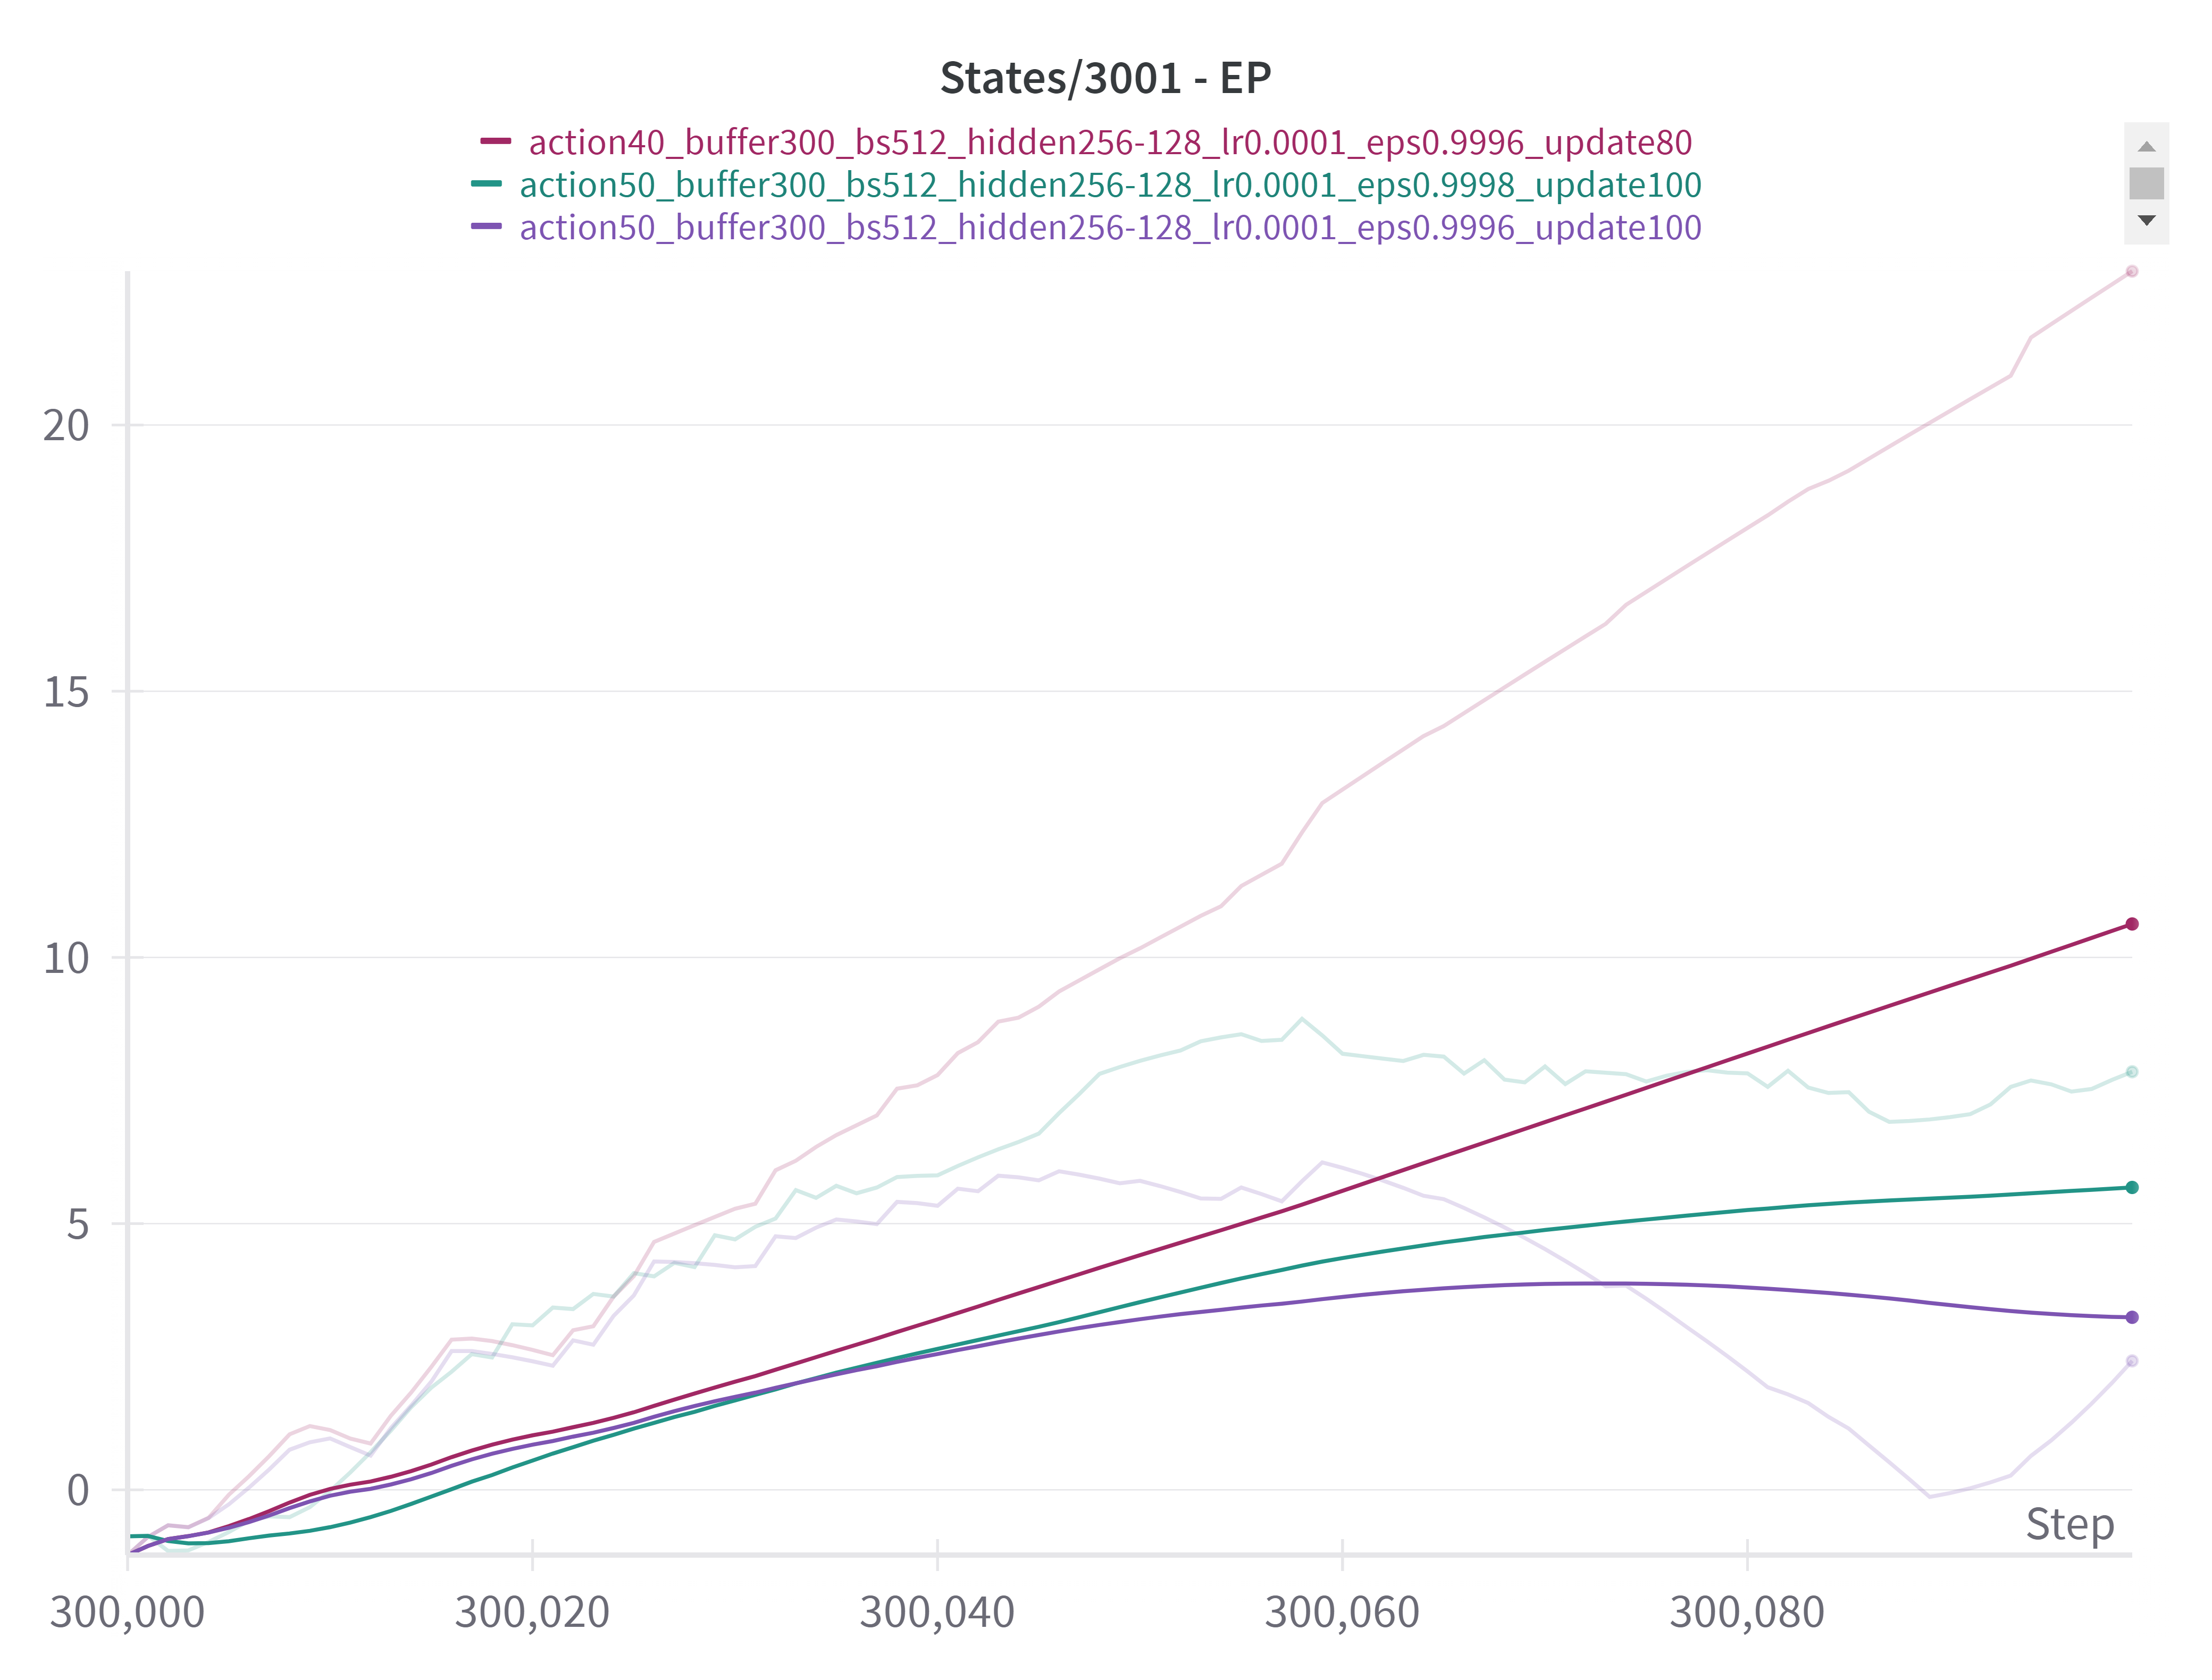 States/3001 - EP
action40_buffer300_bs512_hidden256-128_lr0.0001_eps0.9996_update80
action50_buffer300_bs512_hidden256-128_lr0.0001_eps0.9998_update100
action50_buffer300_bs512_hidden256-128_lr0.0001_eps0.9996_update100
20
15
10
5
0
Step
300,000 300,020 300,040 300,060 300,080